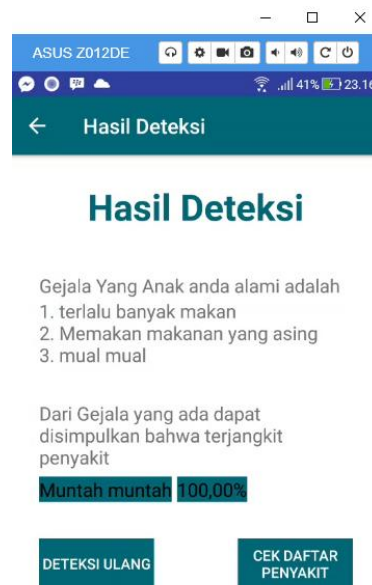 ASUS Z012DE
41% 23.16
Hasil Deteksi
Hasil Deteksi
Gejala Yang Anak anda alami adalah
1. terlalu banyak makan
2. Memakan makanan yang asing
3. mual mual
Dari Gejala yang ada dapat
disimpulkan bahwa terjangkit
penyakit
Muntah muntah 100,00%
DETEKSI ULANG
CEK DAFTAR
PENYAKIT